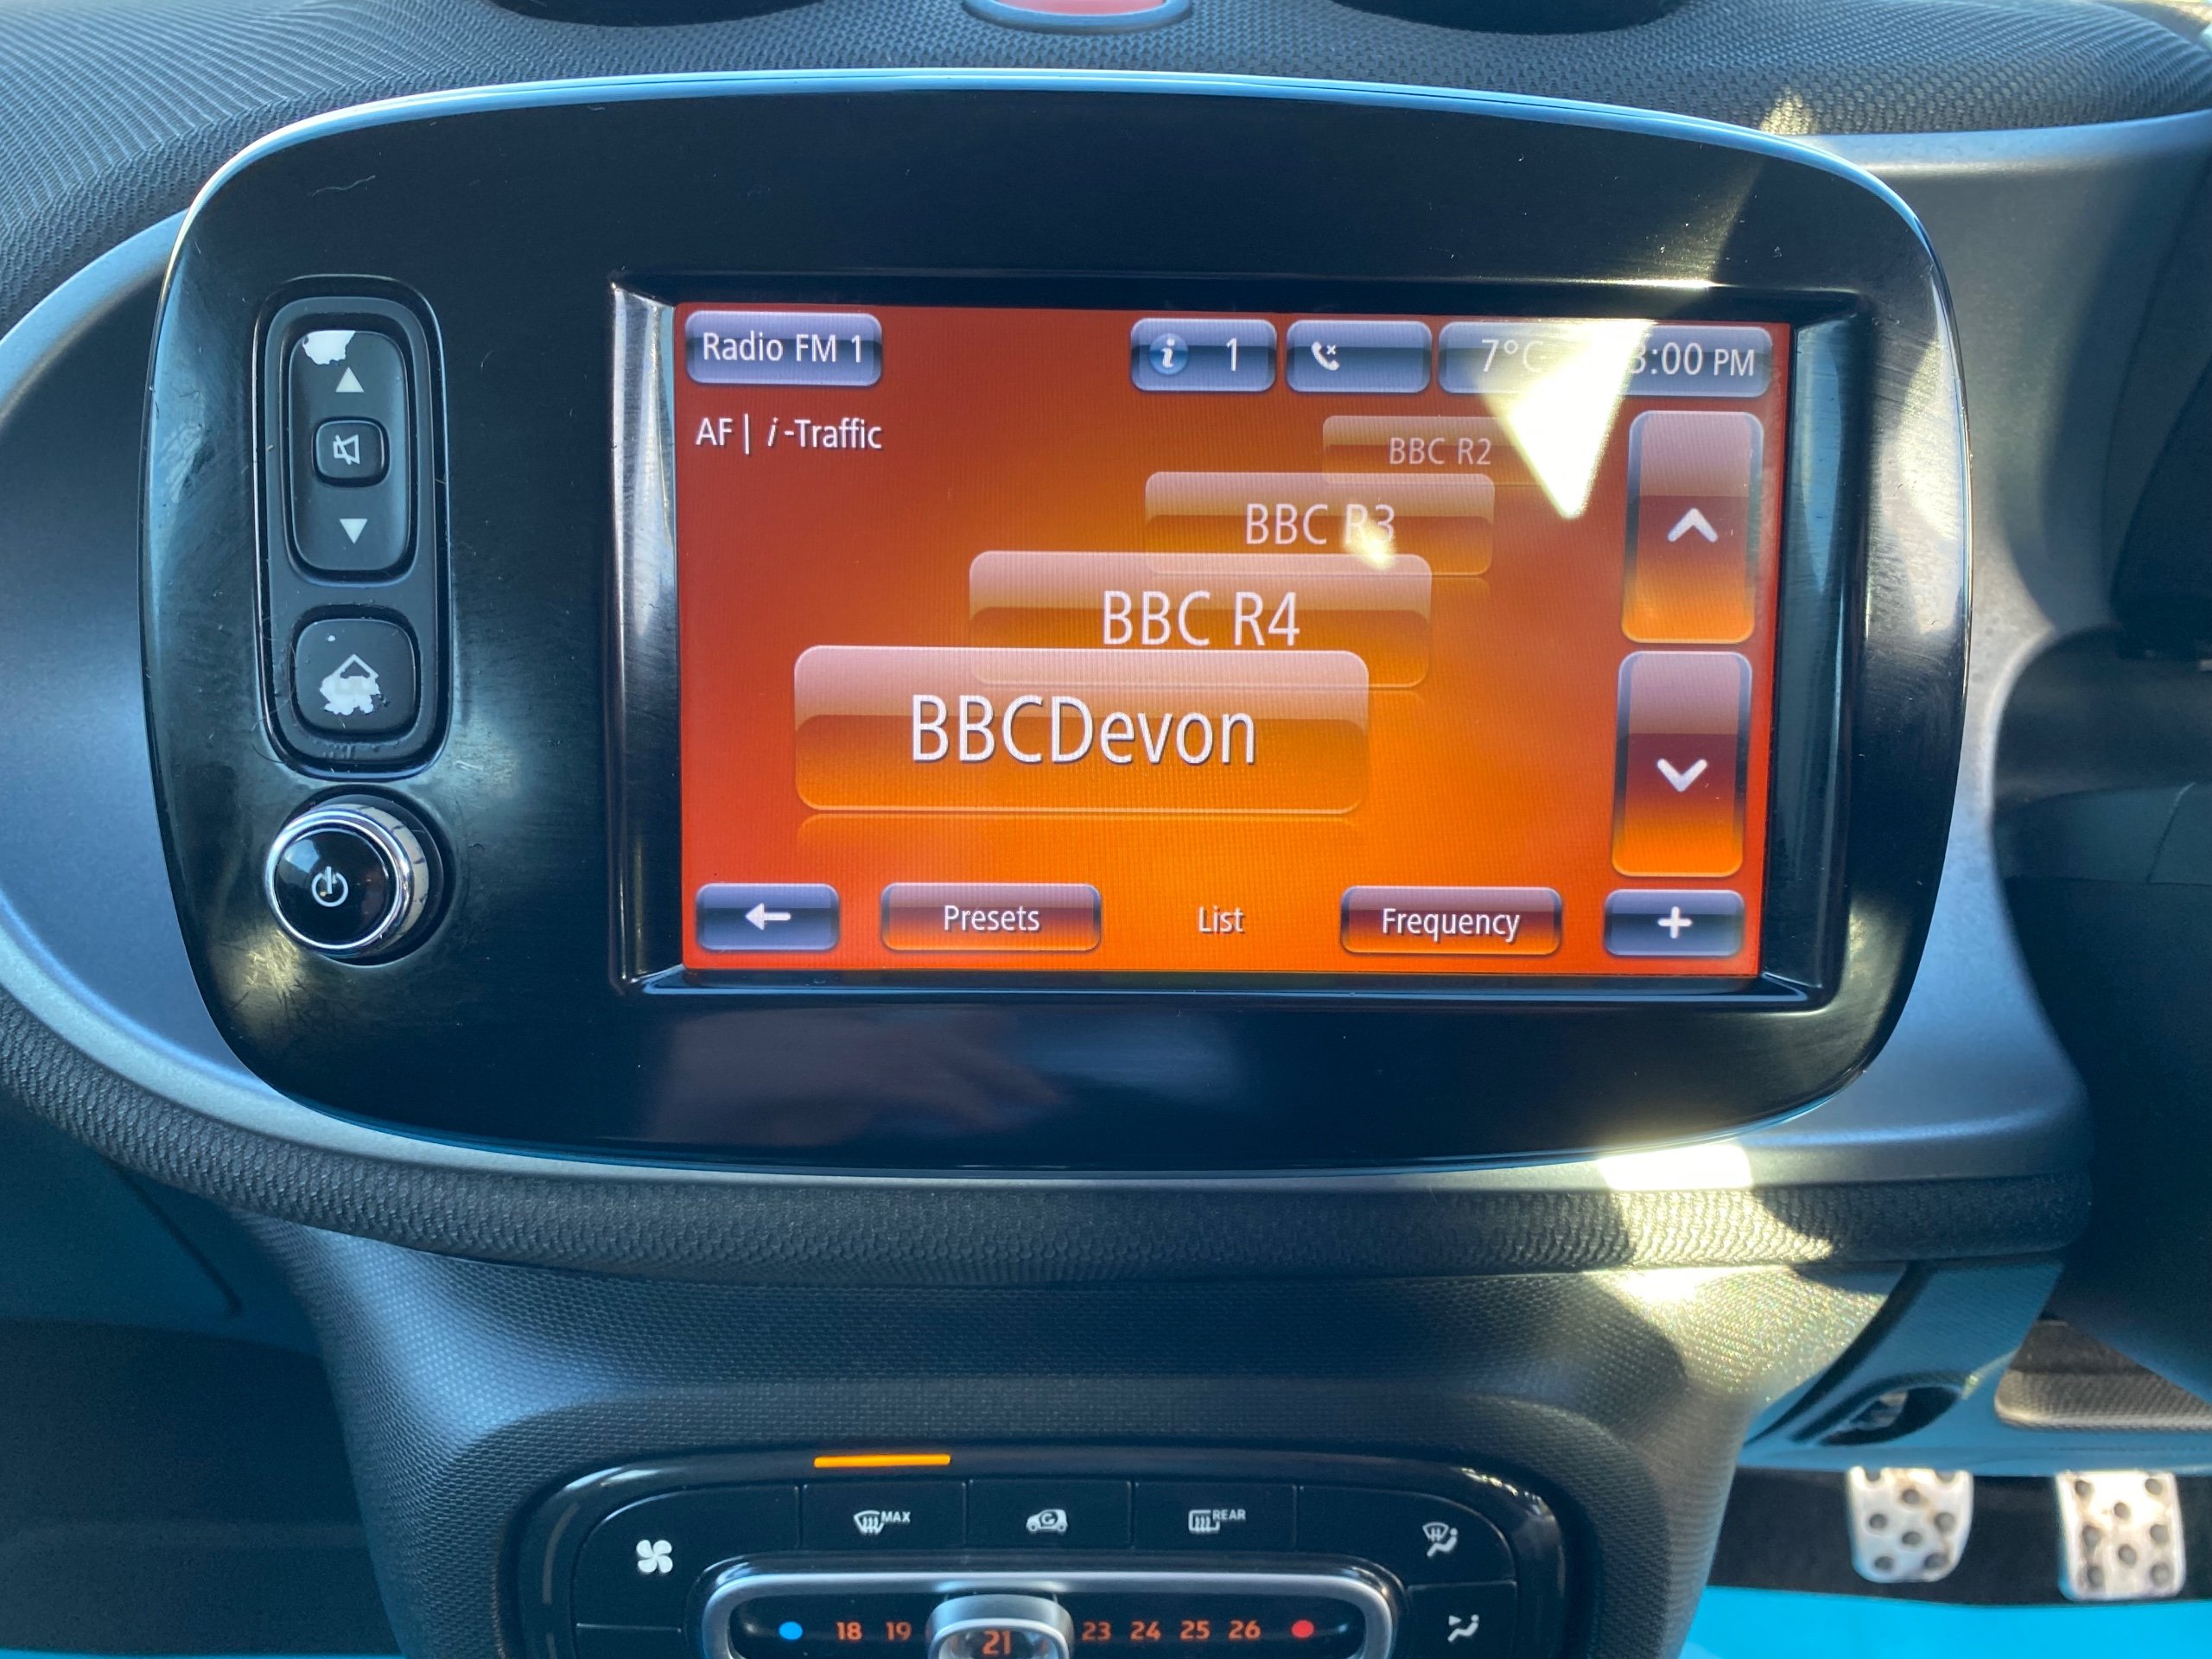 Radio FM 1
1
7°C
:00 PM
AF | i-Traffic
BBC R2
BBC R3
BBC R4
BBCDevon
Presets
List
Frequency
MAX
REAR
18 19 21 23 24 25 26